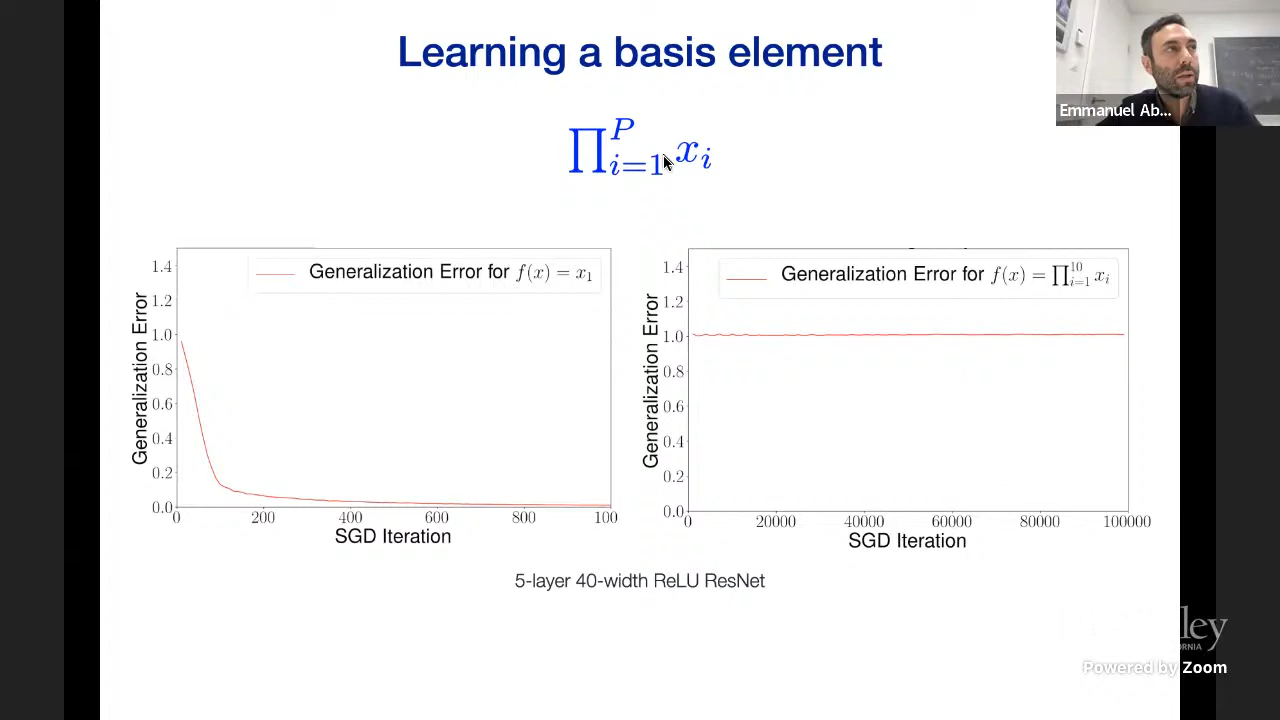 Learning a basis element
Emmanuel Ab...
∏_{i=1}^{P} x_i
Generalization Error for f(x) = x_1
1.4
1.2
1.0
0.8
0.6
0.4
0.2
0.0
Generalization Error
0 200 400 600 800 100
SGD Iteration
Generalization Error for f(x) = ∏_{i=1}^{10} x_i
1.4
1.2
1.0
0.8
0.6
0.4
0.2
0.0
Generalization Error
0 20000 40000 60000 80000 100000
SGD Iteration
5-layer 40-width ReLU ResNet
ley
ORNIA
Powered by Zoom